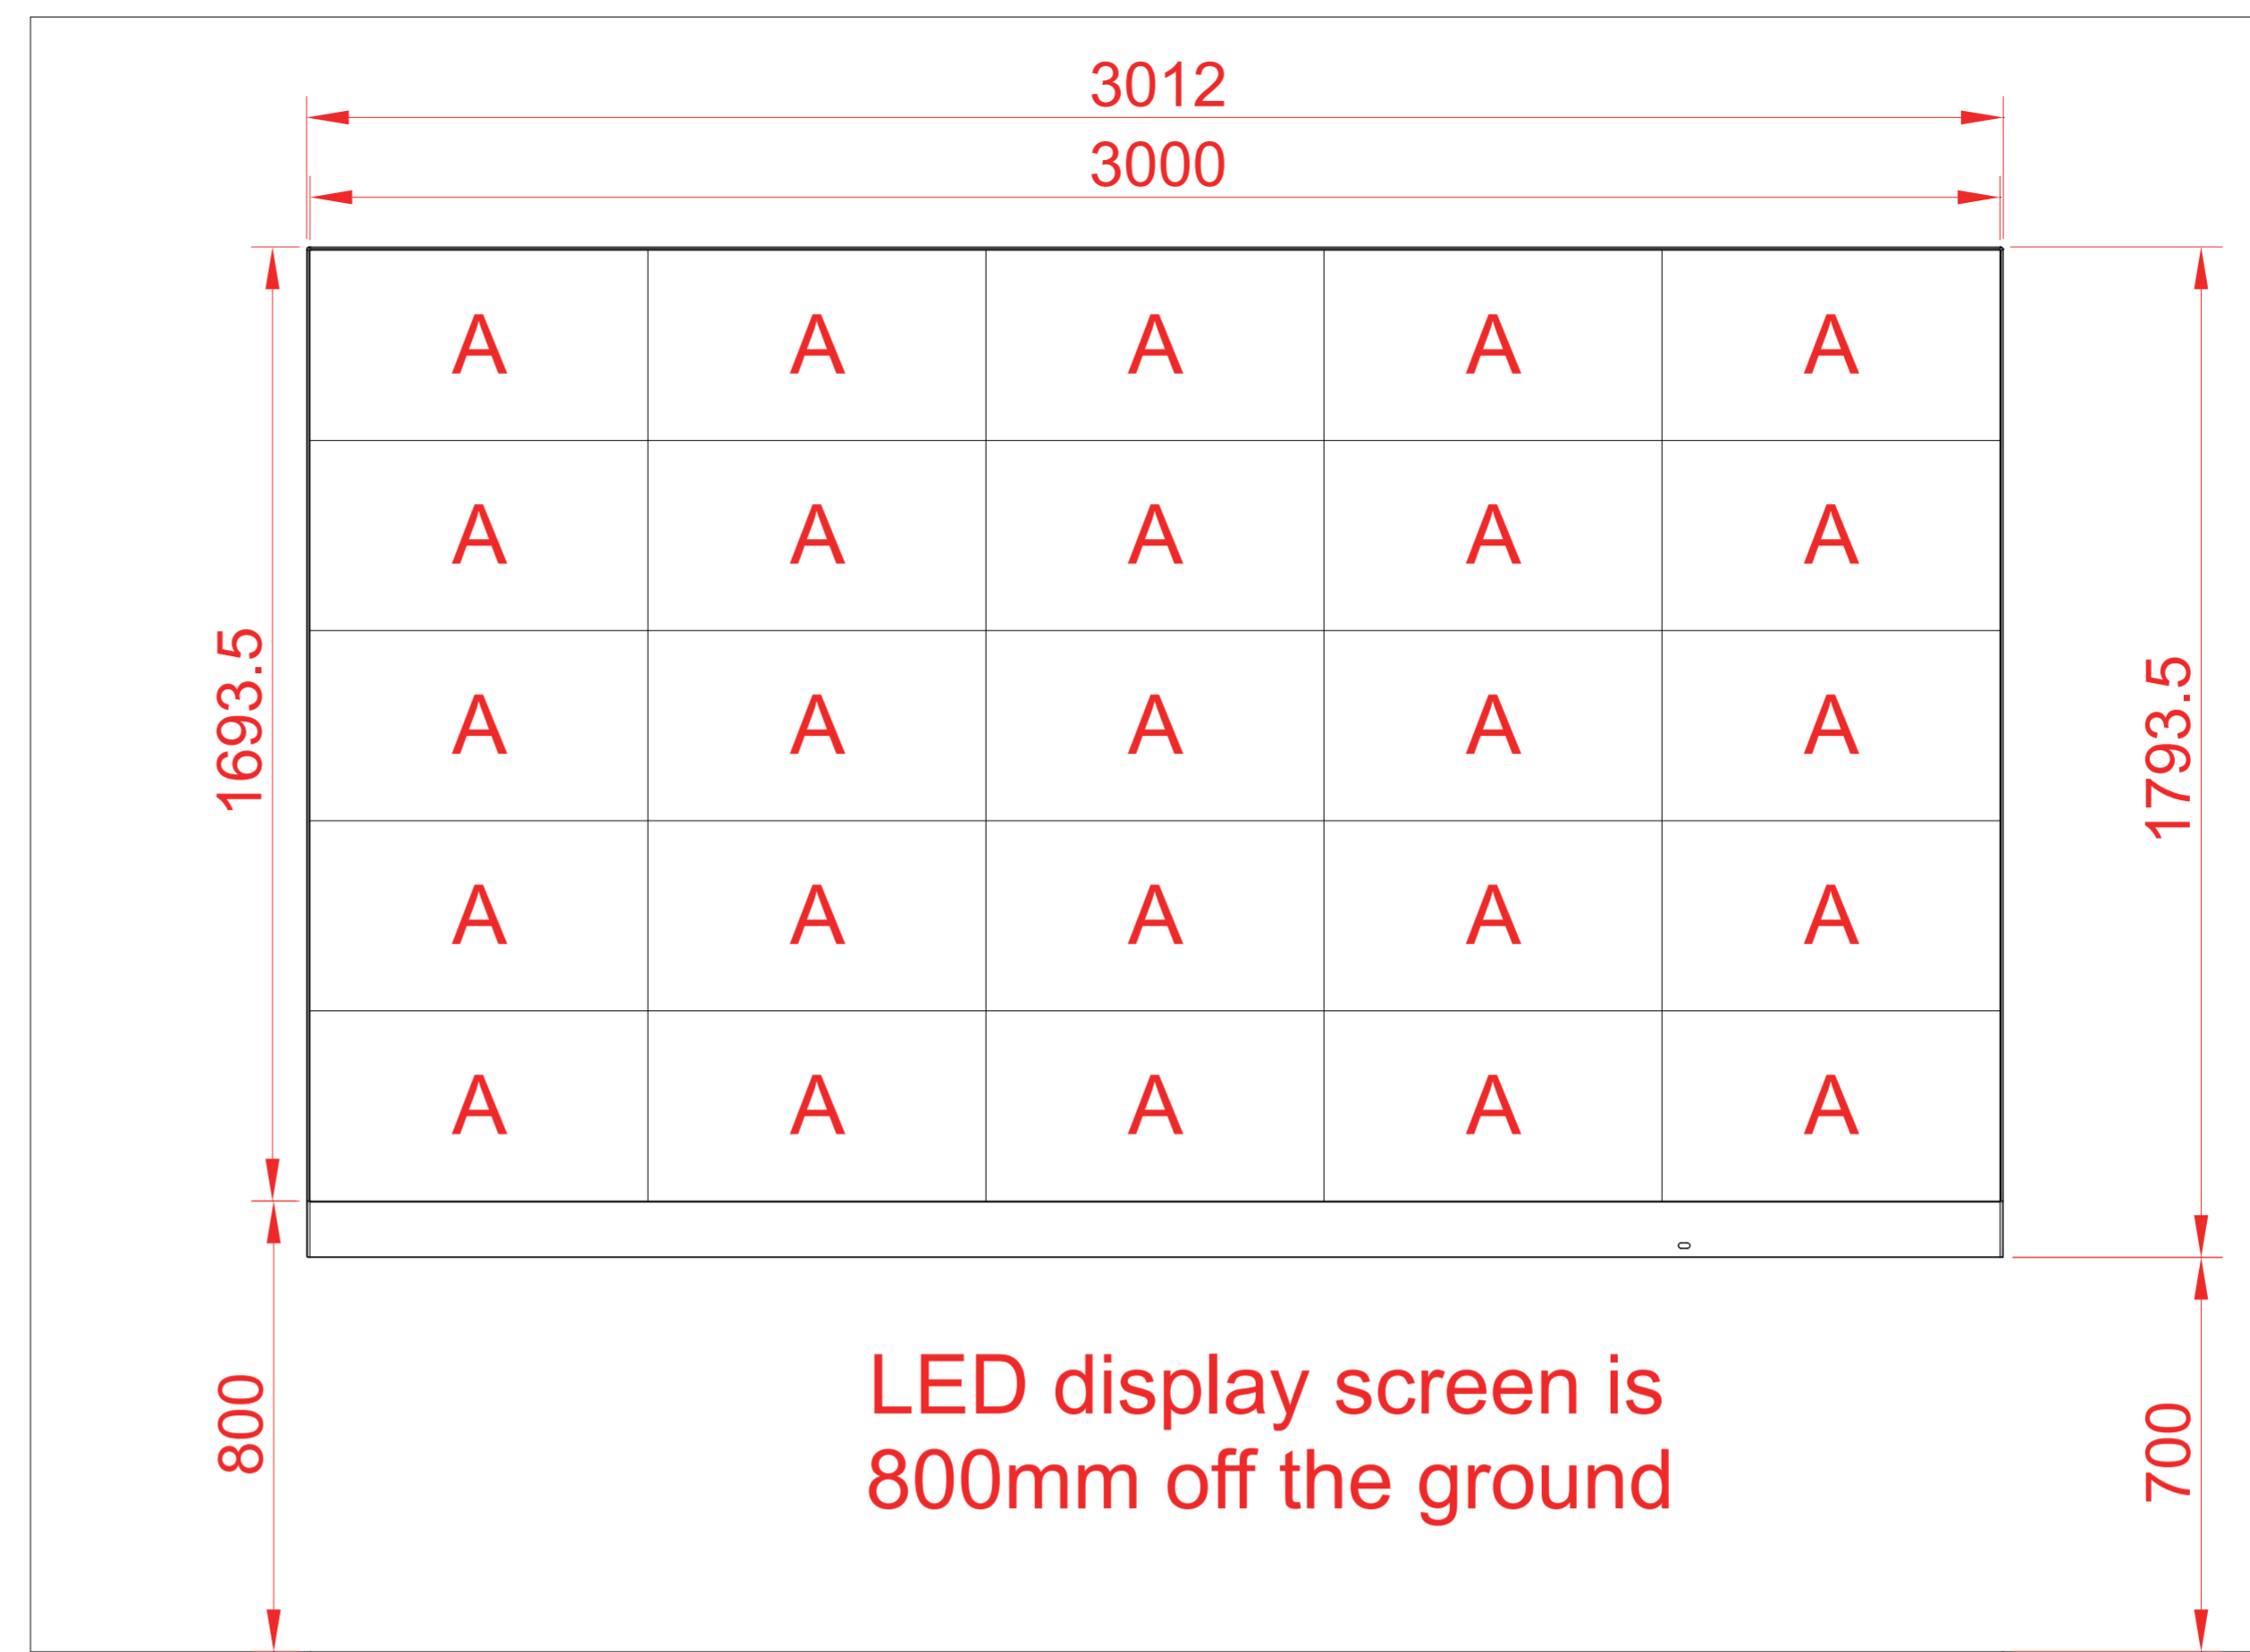 3012
3000
A A A A A
A A A A A
1693.5
1793.5
A A A A A
A A A A A
A A A A A
LED display screen is
800mm off the ground
800
700